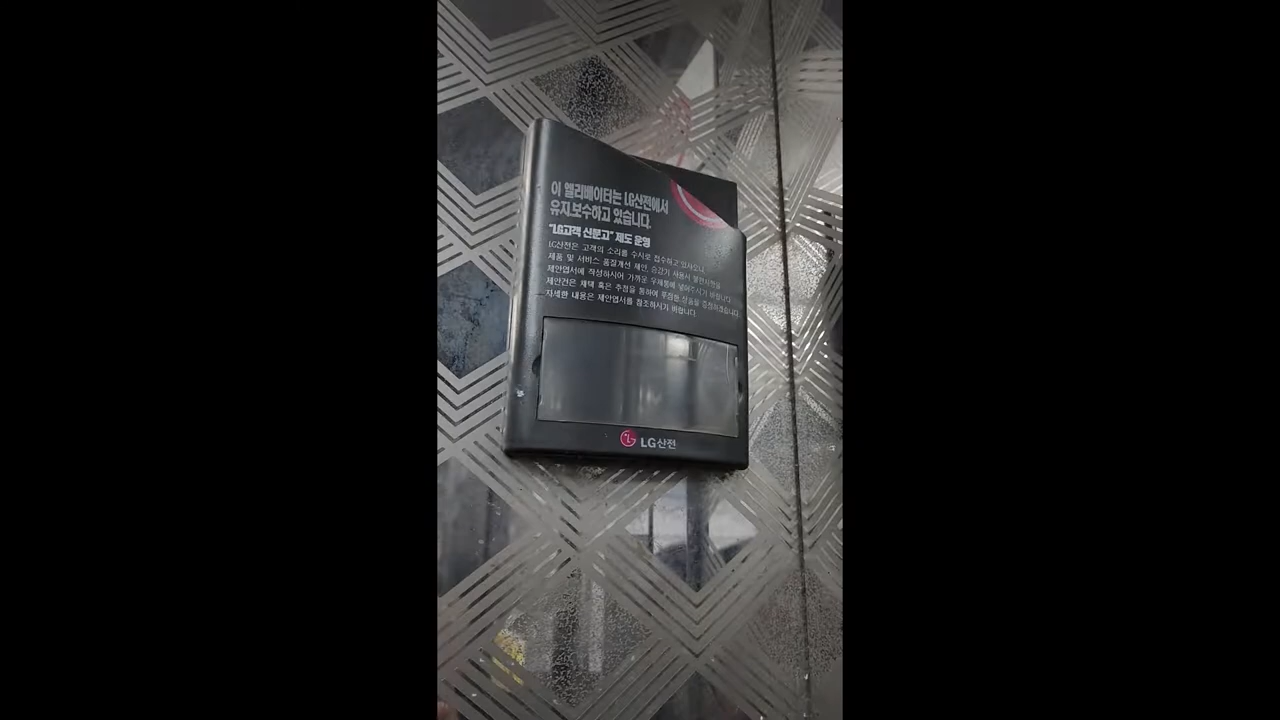 이 엘리베이터는 LG산전에서
유지.보수하고 있습니다.
"LG고객 신문고" 제도 운영
LG산전은 고객의 소리를 수시로 접수하고 있사오니
제품 및 서비스 품질개선 제안, 승강기 사용시
제안엽서에 작성하시어 가까운 우체통에 넣어주시기 바랍니다.
제안건은 채택 혹은 추첨을 통하여 푸짐한 상품을 증정하겠습니다.
자세한 내용은 제안엽서를 참조하시기 바랍니다.
LG산전